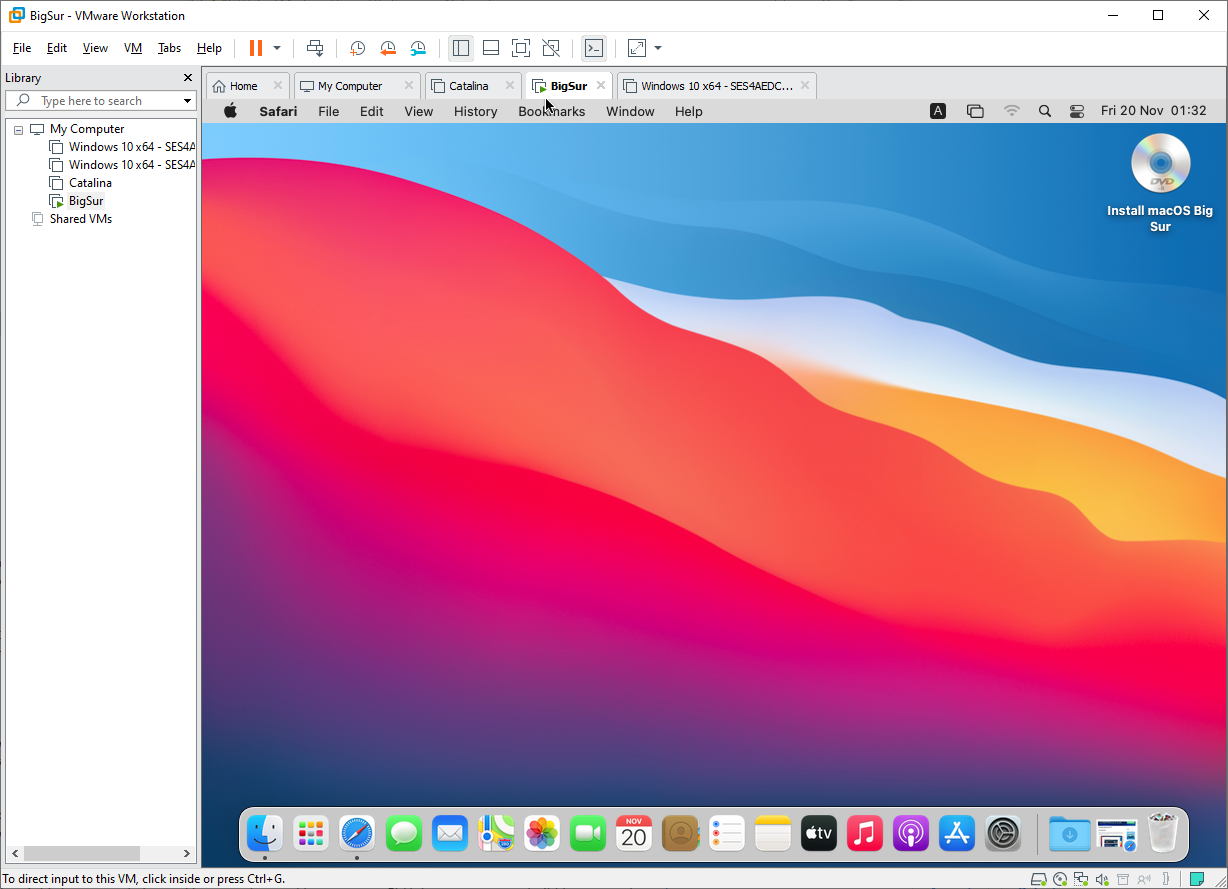 BigSur - VMware Workstation
File Edit View VM Tabs Help
Library
Type here to search
My Computer
Windows 10 x64 - SES4A
Windows 10 x64 - SES4A
Catalina
BigSur
Shared VMs
Home My Computer Catalina BigSur Windows 10 x64 - SES4AEDC...
Safari File Edit View History Bookmarks Window Help A Fri 20 Nov 01:32
DVD
Install macOS Big
Sur
NOV
20
tv
To direct input to this VM, click inside or press Ctrl+G.